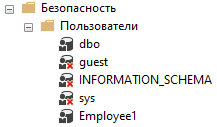 Безопасность
Пользователи
dbo
guest
INFORMATION_SCHEMA
sys
Employee1